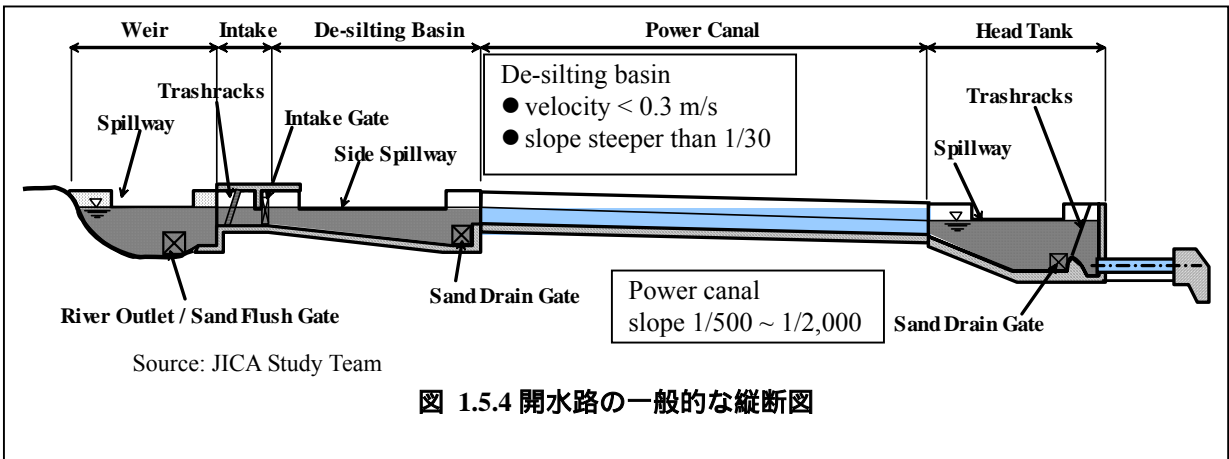 Weir
Intake
De-silting Basin
Power Canal
Head Tank
De-silting basin
● velocity < 0.3 m/s
● slope steeper than 1/30
Trashracks
Trashracks
Spillway
Intake Gate
Side Spillway
Spillway
Sand Drain Gate
River Outlet / Sand Flush Gate
Power canal
slope 1/500 ~ 1/2,000
Sand Drain Gate
Source: JICA Study Team
図 1.5.4 開水路の一般的な縦断図